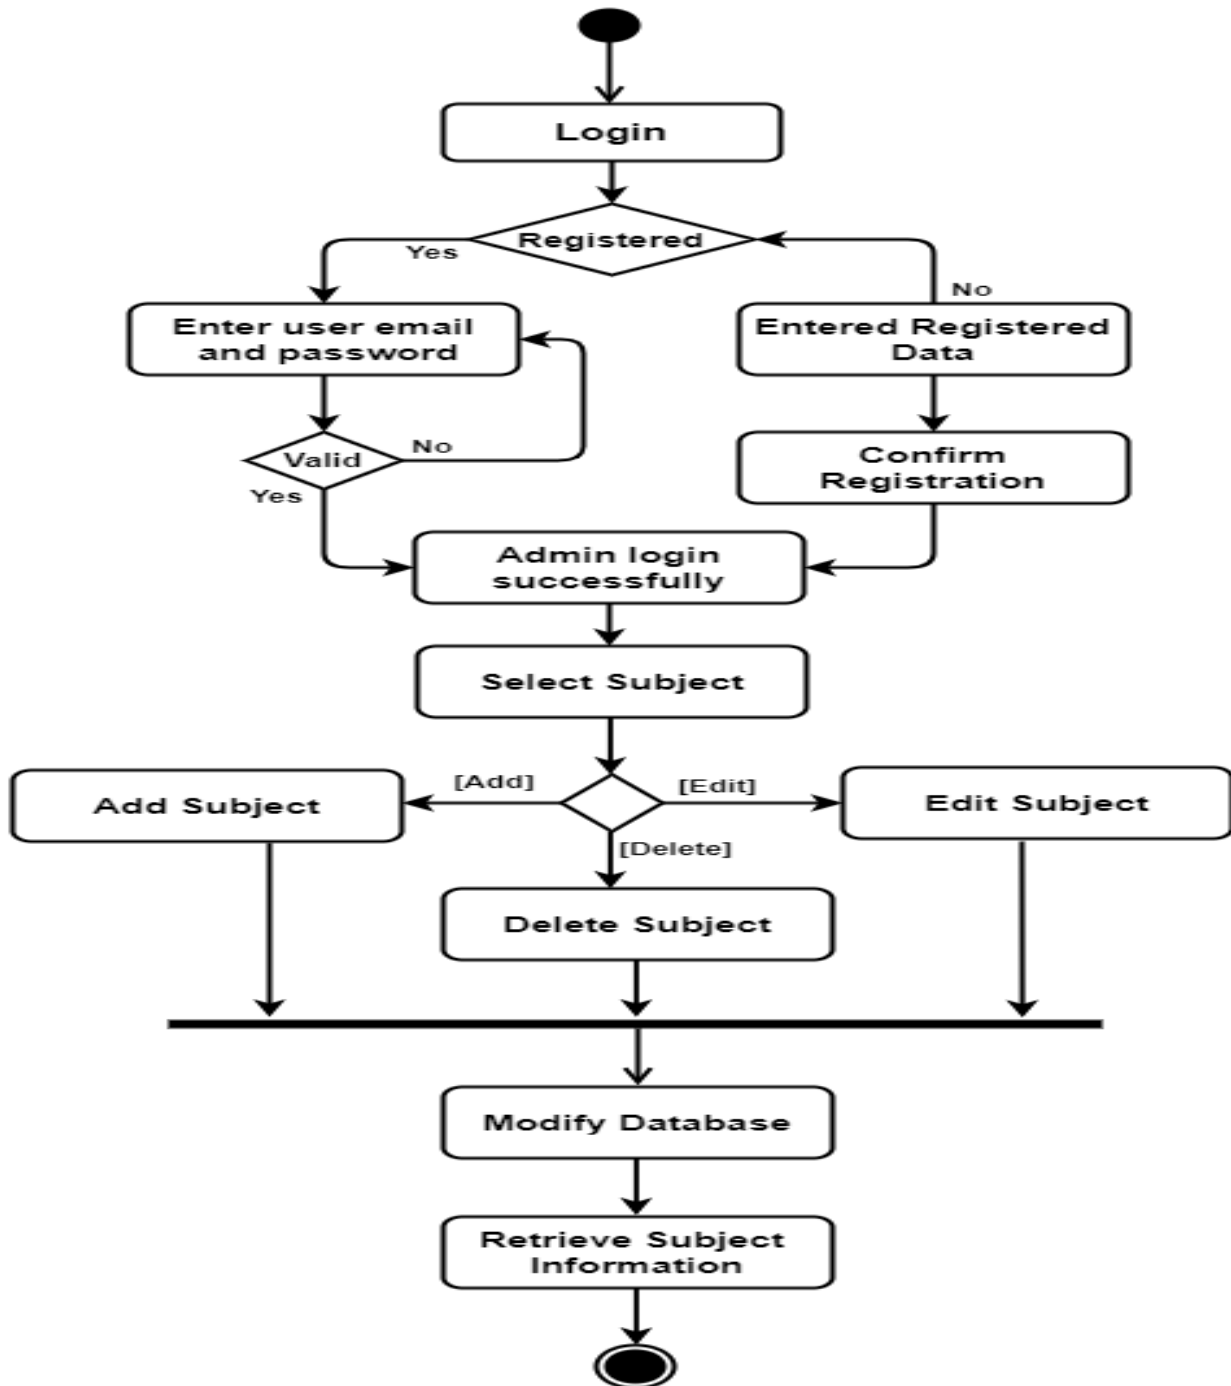 Login
Registered
Yes
No
Enter user email
and password
Entered Registered
Data
Valid
No
Yes
Confirm
Registration
Admin login
successfully
Select Subject
[Add]
[Edit]
Add Subject
Edit Subject
[Delete]
Delete Subject
Modify Database
Retrieve Subject
Information